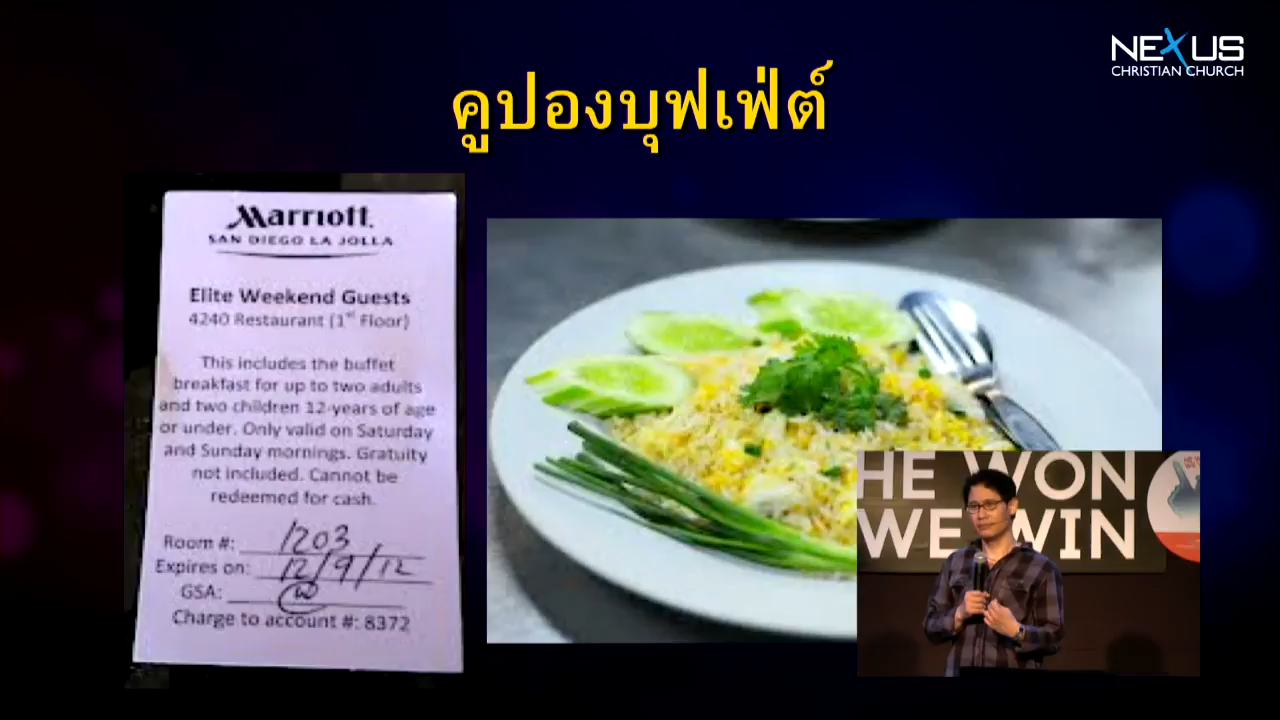 NEXUS
CHRISTIAN CHURCH
คูปองบุฟเฟ่ต์
Marriott
SAN DIEGO LA JOLLA
Elite Weekend Guests
4240 Restaurant (1st Floor)
This includes the buffet
breakfast for up to two adults
and two children 12-years of age
or under. Only valid on Saturday
and Sunday mornings. Gratuity
not included. Cannot be
redeemed for cash.
Room #: 1203
Expires on: 12/9/12
GSA:
Charge to account #: 8372
HE WON
WE WIN